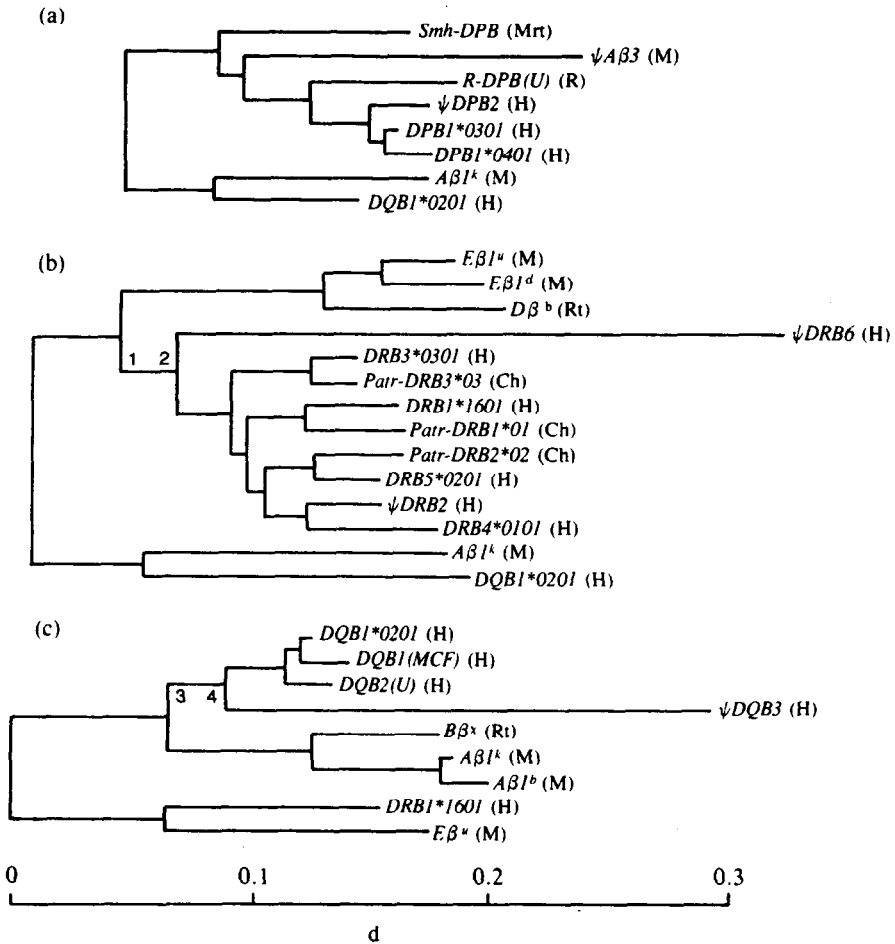 (a)
Smh-DPB (Mrt)
ψAβ3 (M)
R-DPB(U) (R)
ψDPB2 (H)
DPB1*0301 (H)
DPB1*0401 (H)
Aβ1ᵏ (M)
DQB1*0201 (H)
(b)
Eβ1ᵘ (M)
Eβ1ᵈ (M)
Dβᵇ (Rt)
ψDRB6 (H)
1 2
DRB3*0301 (H)
Patr-DRB3*03 (Ch)
DRB1*1601 (H)
Patr-DRB1*01 (Ch)
Patr-DRB2*02 (Ch)
DRB5*0201 (H)
ψDRB2 (H)
DRB4*0101 (H)
Aβ1ᵏ (M)
DQB1*0201 (H)
(c)
DQB1*0201 (H)
DQB1(MCF) (H)
DQB2(U) (H)
3 4
ψDQB3 (H)
Bβˣ (Rt)
Aβ1ᵏ (M)
Aβ1ᵇ (M)
DRB1*1601 (H)
Eβᵘ (M)
0 0.1 0.2 0.3
d